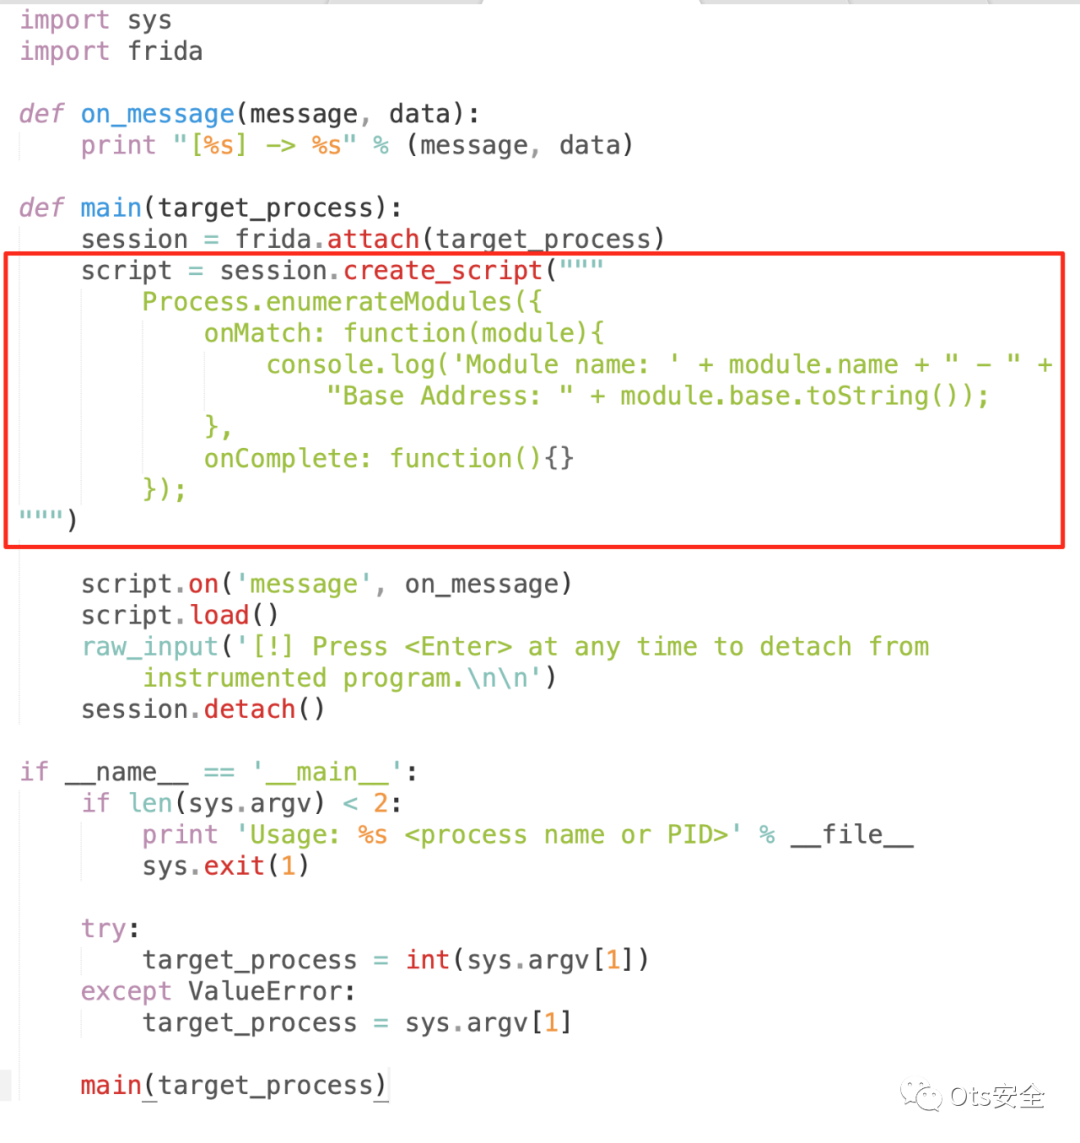 import sys
import frida
def on_message(message, data):
    print "[%s] -> %s" % (message, data)
def main(target_process):
    session = frida.attach(target_process)
    script = session.create_script("""
        Process.enumerateModules({
            onMatch: function(module){
                console.log('Module name: ' + module.name + " - " +
                    "Base Address: " + module.base.toString());
            },
            onComplete: function(){}
        });
""")
    script.on('message', on_message)
    script.load()
    raw_input('[!] Press <Enter> at any time to detach from
        instrumented program.\n\n')
    session.detach()
if __name__ == '__main__':
    if len(sys.argv) < 2:
        print 'Usage: %s <process name or PID>' % __file__
        sys.exit(1)
    try:
        target_process = int(sys.argv[1])
    except ValueError:
        target_process = sys.argv[1]
    main(target_process)
Ots安全